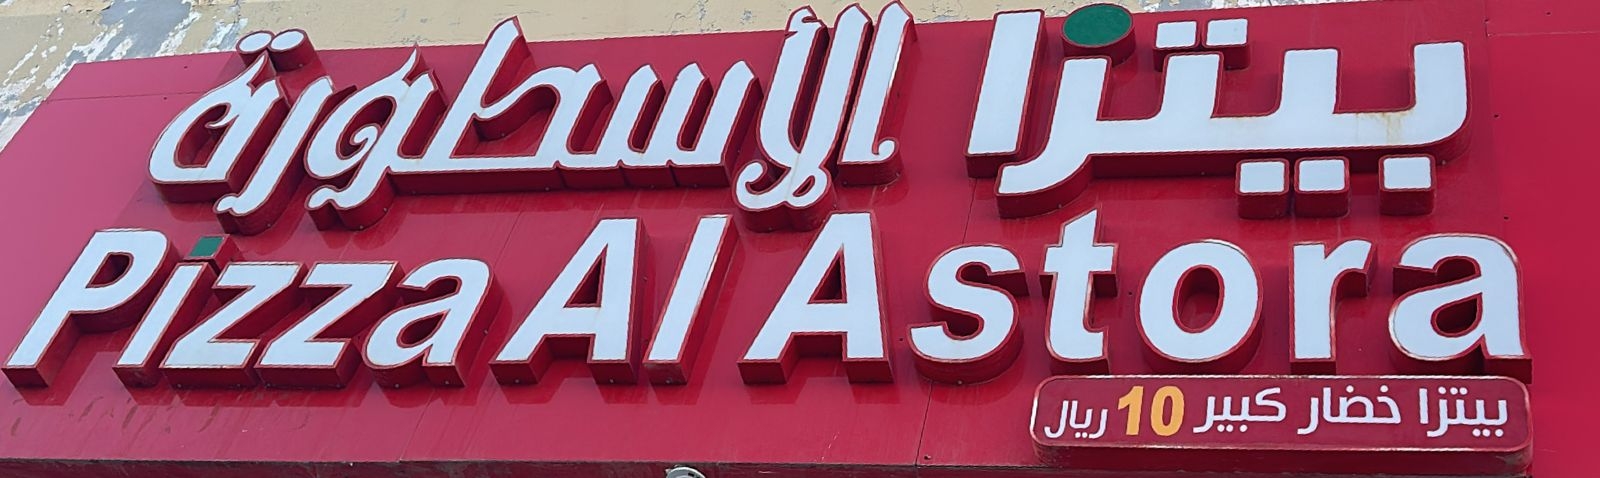 بيتزا الأسطورة
Pizza Al Astora
بيتزا خضار كبير 10 ريال